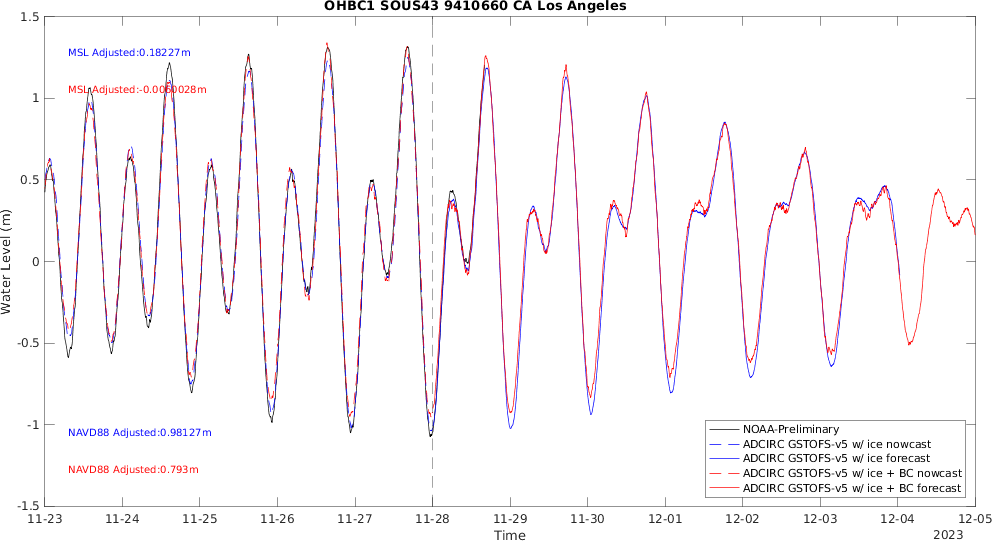 OHBC1 SOUS43 9410660 CA Los Angeles
1.5
1
0.5
0
-0.5
-1
-1.5
Water Level (m)
MSL Adjusted:0.18227m
MSL Adjusted:-0.0060028m
NAVD88 Adjusted:0.98127m
NAVD88 Adjusted:0.793m
NOAA-Preliminary
ADCIRC GSTOFS-v5 w/ ice nowcast
ADCIRC GSTOFS-v5 w/ ice forecast
ADCIRC GSTOFS-v5 w/ ice + BC nowcast
ADCIRC GSTOFS-v5 w/ ice + BC forecast
11-23 11-24 11-25 11-26 11-27 11-28 11-29 11-30 12-01 12-02 12-03 12-04 12-05
Time
2023